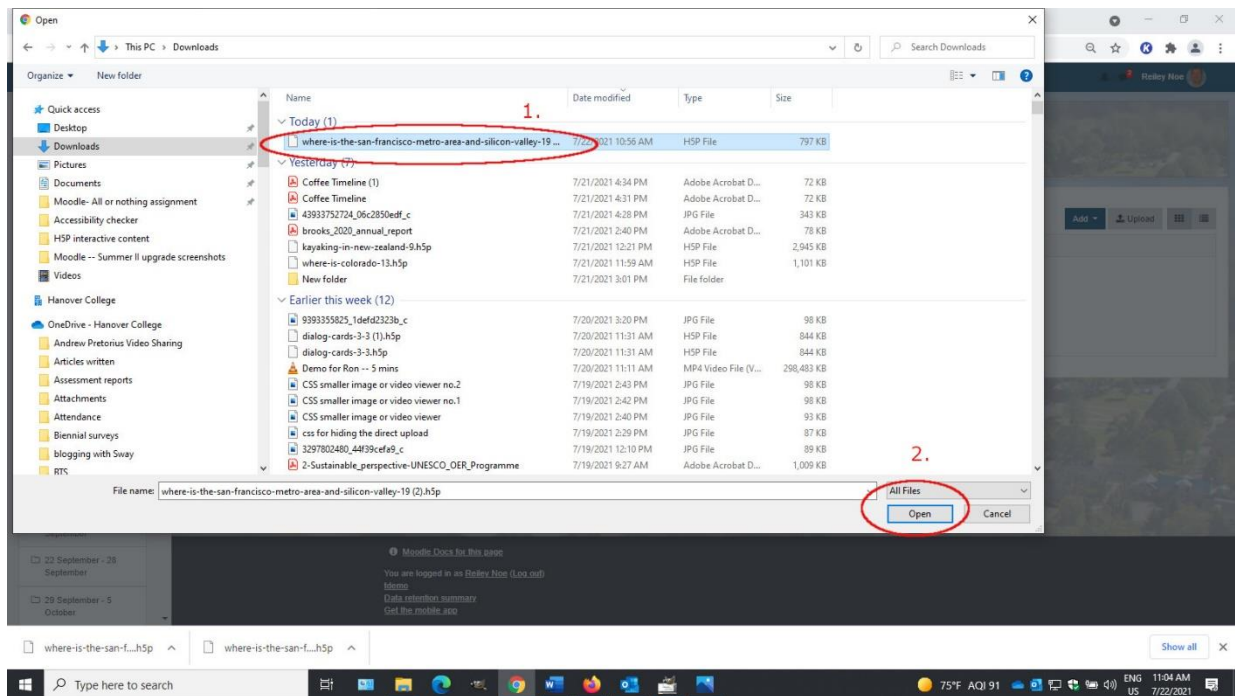 Open
This PC > Downloads
Search Downloads
Organize
New folder
Reiley Noe
Name
Date modified
Type
Size
1.
Quick access
Desktop
Downloads
Pictures
Documents
Moodle- All or nothing assignment
Accessibility checker
H5P interactive content
Moodle -- Summer II upgrade screenshots
Videos
Hanover College
OneDrive - Hanover College
Andrew Pretorius Video Sharing
Articles written
Assessment reports
Attachments
Attendance
Biennial surveys
blogging with Sway
RTS
Today (1)
where-is-the-san-francisco-metro-area-and-silicon-valley-19 ... 7/22/2021 10:56 AM H5P File 797 KB
Yesterday (7)
Coffee Timeline (1) 7/21/2021 4:34 PM Adobe Acrobat D... 72 KB
Coffee Timeline 7/21/2021 4:31 PM Adobe Acrobat D... 72 KB
43933752724_06c2850edf_c 7/21/2021 4:28 PM JPG File 343 KB
brooks_2020_annual_report 7/21/2021 2:40 PM Adobe Acrobat D... 78 KB
kayaking-in-new-zealand-9.h5p 7/21/2021 12:21 PM H5P File 2,945 KB
where-is-colorado-13.h5p 7/21/2021 11:59 AM H5P File 1,101 KB
New folder 7/21/2021 3:01 PM File folder
Earlier this week (12)
9393355825_1defd2323b_c 7/20/2021 3:20 PM JPG File 98 KB
dialog-cards-3-3 (1).h5p 7/20/2021 11:31 AM H5P File 844 KB
dialog-cards-3-3.h5p 7/20/2021 11:31 AM H5P File 844 KB
Demo for Ron -- 5 mins 7/20/2021 11:11 AM MP4 Video File (V... 298,483 KB
CSS smaller image or video viewer no.2 7/19/2021 2:43 PM JPG File 98 KB
CSS smaller image or video viewer no.1 7/19/2021 2:42 PM JPG File 98 KB
CSS smaller image or video viewer 7/19/2021 2:40 PM JPG File 93 KB
css for hiding the direct upload 7/19/2021 2:29 PM JPG File 87 KB
3297802480_44f39cefa9_c 7/19/2021 12:10 PM JPG File 89 KB
2-Sustainable_perspective-UNESCO_OER_Programme 7/19/2021 9:27 AM Adobe Acrobat D... 1,009 KB
Add
Upload
2.
File name: where-is-the-san-francisco-metro-area-and-silicon-valley-19 (2).h5p
All Files
Open
Cancel
September
22 September - 28
September
29 September - 5
October
Moodle Docs for this page
You are logged in as Reiley Noe (Log out)
fdemo
Data retention summary
Get the mobile app
where-is-the-san-f....h5p
where-is-the-san-f....h5p
Show all
Type here to search
75°F AQI 91
ENG
US
11:04 AM
7/22/2021